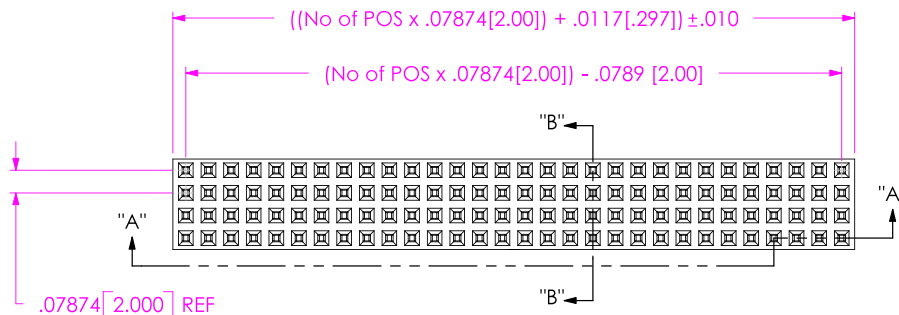 ((No of POS x .07874[2.00]) + .0117[.297]) ±.010
(No of POS x .07874[2.00]) - .0789 [2.00]
"B"
"A"
"A
"B"
.07874[2.000] REF